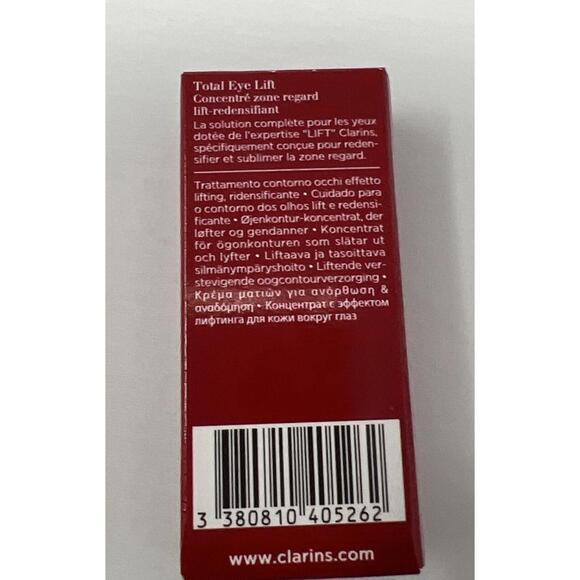 Total Eye Lift
Concentré zone regard
lift-redensifiant
La solution complète pour les yeux
dotée de l'expertise "LIFT" Clarins,
spécifiquement conçue pour reden-
sifier et sublimer la zone regard.
Trattamento contorno occhi effetto
lifting, ridensificante • Cuidado para
o contorno dos olhos lift e redensi-
ficante • Øjenkontur-koncentrat, der
løfter og gendanner • Koncentrat
för ögonkonturen som slätar ut
och lyfter • Liftaava ja tasoittava
silmänympäryshoito • Liftende ver-
stevigende oogcontourverzorging •
Κρέμα ματιών για ανόρθωση &
αναδόμηση • Концентрат с эффектом
лифтинга для кожи вокруг глаз
3 380810 405262
www.clarins.com